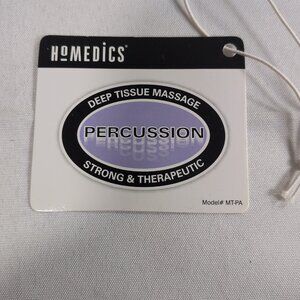 HOMEDICS®
DEEP TISSUE MASSAGE
PERCUSSION
STRONG & THERAPEUTIC
Model# MT-PA